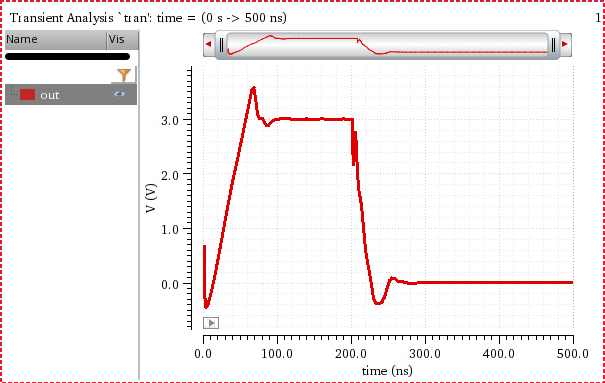 Transient Analysis `tran': time = (0 s -> 500 ns)
1
Name Vis
out
V (V)
3.0
2.0
1.0
0.0
0.0 100.0 200.0 300.0 400.0 500.0
time (ns)